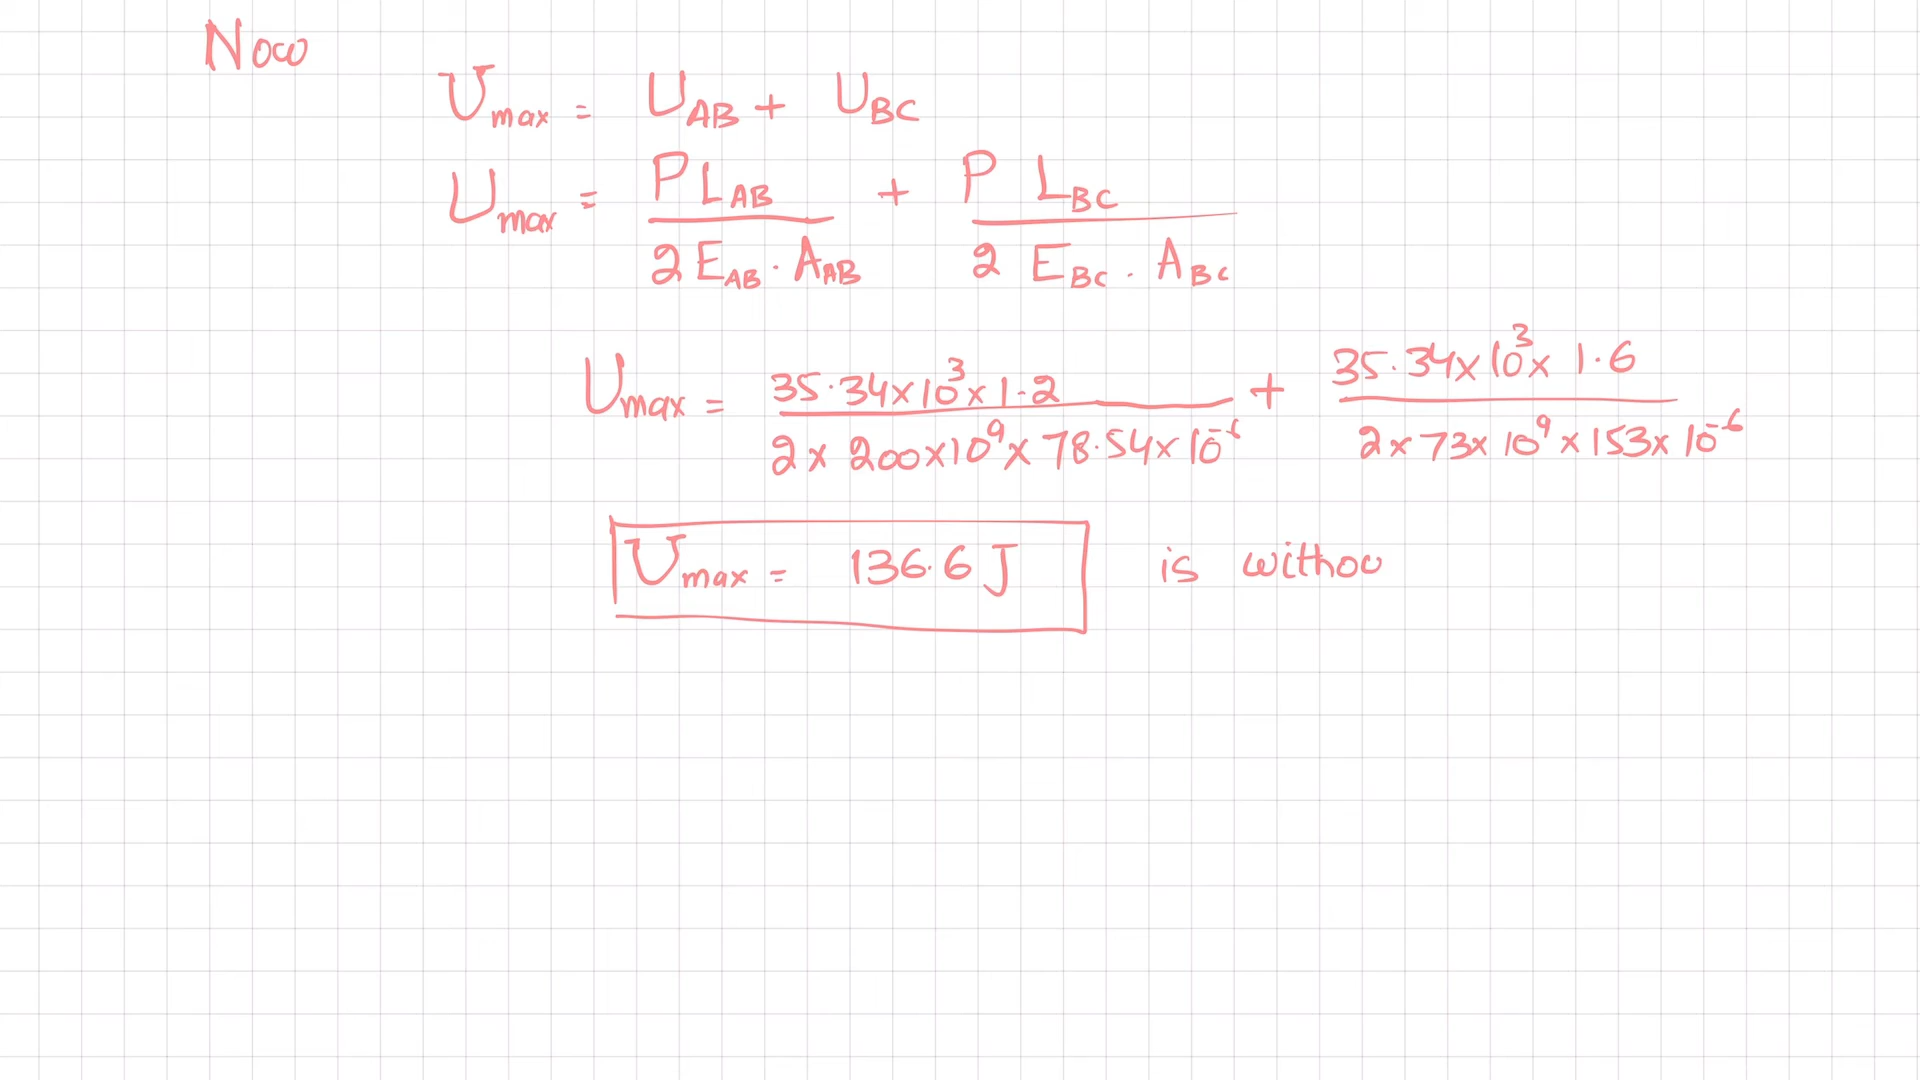 Now
U_max = U_AB + U_BC
U_max = P L_AB / 2 E_AB · A_AB + P L_BC / 2 E_BC · A_BC
U_max = 35.34 × 10^3 × 1.2 / 2 × 200 × 10^9 × 78.54 × 10^-6 + 35.34 × 10^3 × 1.6 / 2 × 73 × 10^9 × 153 × 10^-6
U_max = 136.6 J is withou